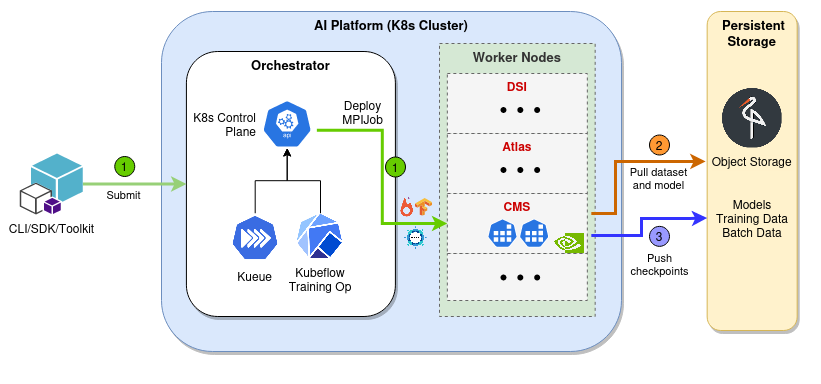 AI Platform (K8s Cluster)
Persistent
Storage
Orchestrator
Worker Nodes
K8s Control
Plane
api
Deploy
MPIJob
DSI
Atlas
CMS
1
Submit
CLI/SDK/Toolkit
1
Kueue
Kubeflow
Training Op
2
Pull dataset
and model
3
Push
checkpoints
Object Storage
Models
Training Data
Batch Data